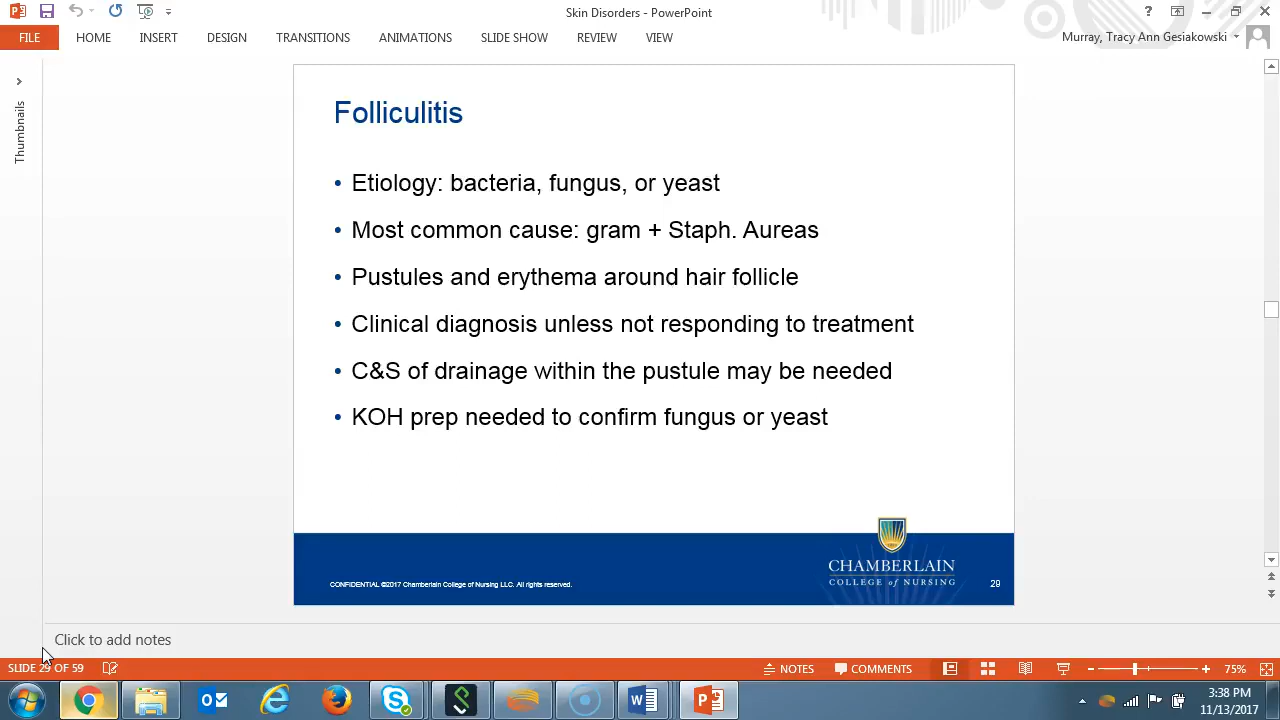 Skin Disorders - PowerPoint
?
FILE HOME INSERT DESIGN TRANSITIONS ANIMATIONS SLIDE SHOW REVIEW VIEW Murray, Tracy Ann Gesiakowski
Thumbnails
Folliculitis
• Etiology: bacteria, fungus, or yeast
• Most common cause: gram + Staph. Aureas
• Pustules and erythema around hair follicle
• Clinical diagnosis unless not responding to treatment
• C&S of drainage within the pustule may be needed
• KOH prep needed to confirm fungus or yeast
CHAMBERLAIN
COLLEGE of NURSING
CONFIDENTIAL ©2017 Chamberlain College of Nursing LLC. All rights reserved. 29
Click to add notes
SLIDE 29 OF 59 NOTES COMMENTS 75%
3:38 PM
11/13/2017